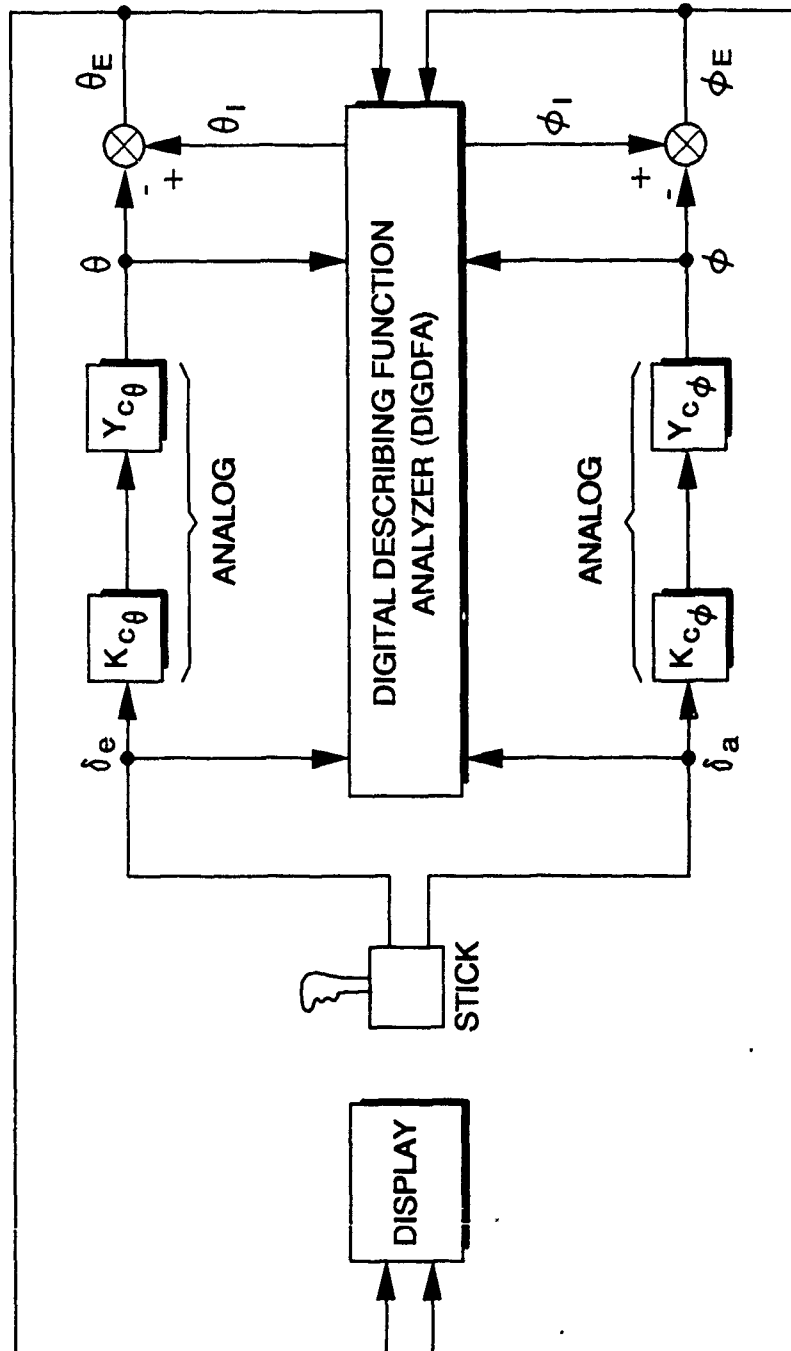 θE
θI
- +
θ
Ycθ
ANALOG
Kcθ
δe
DIGITAL DESCRIBING FUNCTION
ANALYZER (DIGDFA)
STICK
DISPLAY
δa
Kcϕ
ANALOG
Ycϕ
ϕ
+ -
ϕI
ϕE